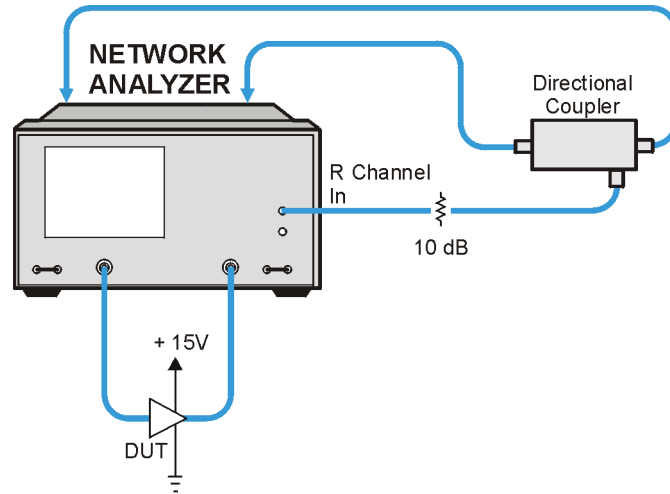 NETWORK
ANALYZER
Directional
Coupler
R Channel
In
10 dB
+ 15V
DUT